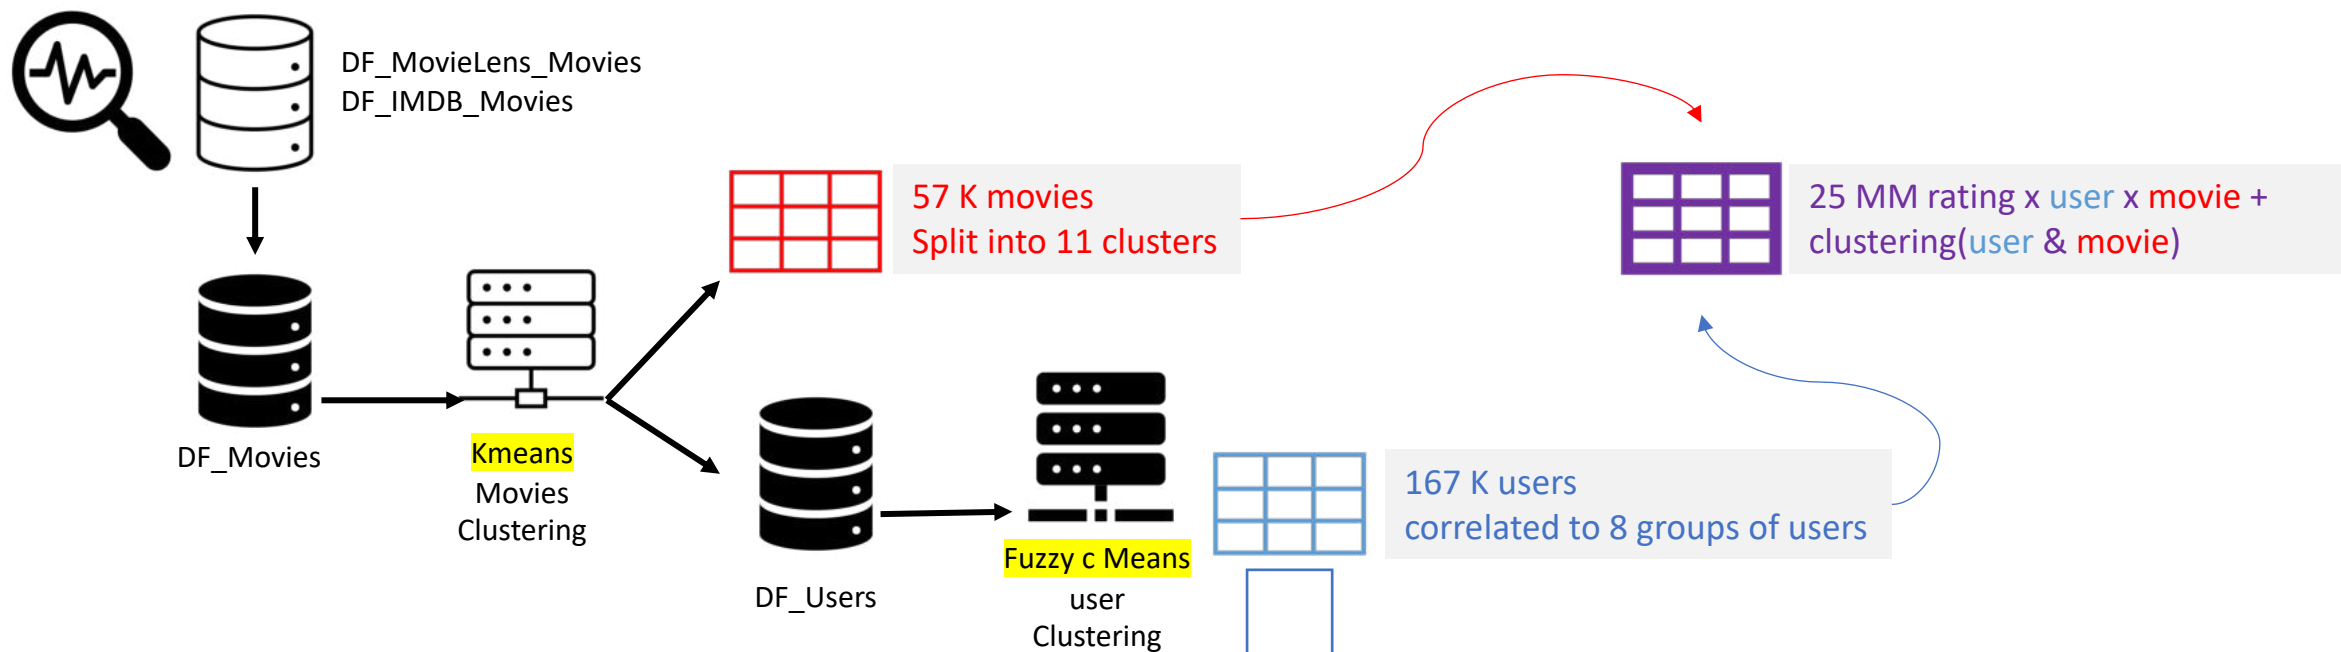 DF_MovieLens_Movies
DF_IMDB_Movies
57 K movies
Split into 11 clusters
25 MM rating x user x movie +
clustering(user & movie)
DF_Movies
Kmeans
Movies
Clustering
167 K users
correlated to 8 groups of users
DF_Users
Fuzzy c Means
user
Clustering